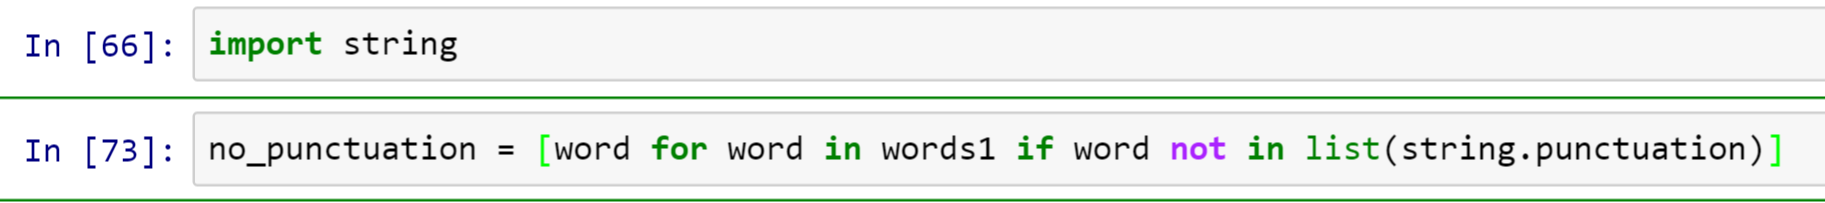 In [66]: import string
In [73]: no_punctuation = [word for word in words1 if word not in list(string.punctuation)]